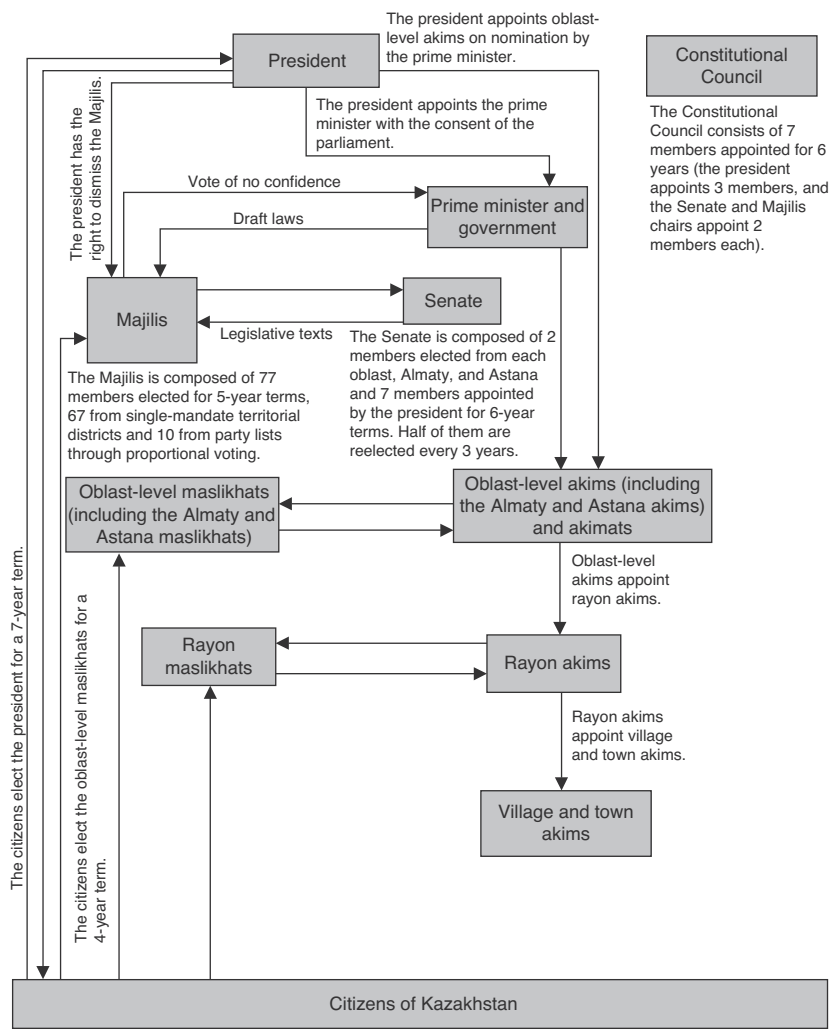 The president appoints oblast-
level akims on nomination by
the prime minister.
President
Constitutional
Council
The Constitutional
Council consists of 7
members appointed for 6
years (the president
appoints 3 members, and
the Senate and Majilis
chairs appoint 2
members each).
The president has the
right to dismiss the Majilis.
The president appoints the prime
minister with the consent of the
parliament.
Vote of no confidence
Prime minister and
government
Draft laws
Majilis
Senate
Legislative texts
The Majilis is composed of 77
members elected for 5-year terms,
67 from single-mandate territorial
districts and 10 from party lists
through proportional voting.
The Senate is composed of 2
members elected from each
oblast, Almaty, and Astana
and 7 members appointed
by the president for 6-year
terms. Half of them are
reelected every 3 years.
Oblast-level maslikhats
(including the Almaty and
Astana maslikhats)
Oblast-level akims (including
the Almaty and Astana akims)
and akimats
Oblast-level
akims appoint
rayon akims.
Rayon
maslikhats
Rayon akims
Rayon akims
appoint village
and town akims.
Village and town
akims
The citizens elect the president for a 7-year term.
The citizens elect the oblast-level maslikhats for a
4-year term.
Citizens of Kazakhstan